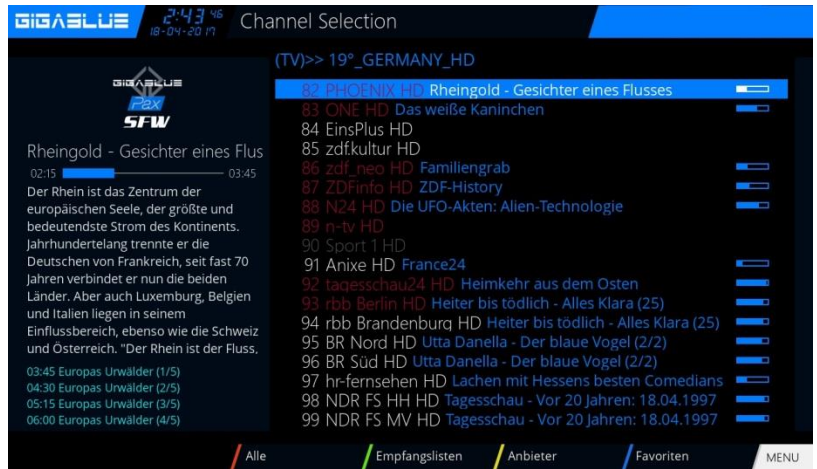 GIGABLUE 2:43 46 Channel Selection
18-04-2017
(TV)>> 19°_GERMANY_HD
GIGABLUE
Pax
SFW
Rheingold - Gesichter eines Flus
02:15 03:45
Der Rhein ist das Zentrum der
europäischen Seele, der größte und
bedeutendste Strom des Kontinents.
Jahrhundertelang trennte er die
Deutschen von Frankreich, seit fast 70
Jahren verbindet er nun die beiden
Länder. Aber auch Luxemburg, Belgien
und Italien liegen in seinem
Einflussbereich, ebenso wie die Schweiz
und Österreich. "Der Rhein ist der Fluss,
03:45 Europas Urwälder (1/5)
04:30 Europas Urwälder (2/5)
05:15 Europas Urwälder (3/5)
06:00 Europas Urwälder (4/5)
82 PHOENIX HD Rheingold - Gesichter eines Flusses
83 ONE HD Das weiße Kaninchen
84 EinsPlus HD
85 zdf.kultur HD
86 zdf_neo HD Familiengrab
87 ZDFinfo HD ZDF-History
88 N24 HD Die UFO-Akten: Alien-Technologie
89 n-tv HD
90 Sport 1 HD
91 Anixe HD France24
92 tagesschau24 HD Heimkehr aus dem Osten
93 rbb Berlin HD Heiter bis tödlich - Alles Klara (25)
94 rbb Brandenburg HD Heiter bis tödlich - Alles Klara (25)
95 BR Nord HD Utta Danella - Der blaue Vogel (2/2)
96 BR Süd HD Utta Danella - Der blaue Vogel (2/2)
97 hr-fernsehen HD Lachen mit Hessens besten Comedians
98 NDR FS HH HD Tagesschau - Vor 20 Jahren: 18.04.1997
99 NDR FS MV HD Tagesschau - Vor 20 Jahren: 18.04.1997
Alle Empfangslisten Anbieter Favoriten MENU